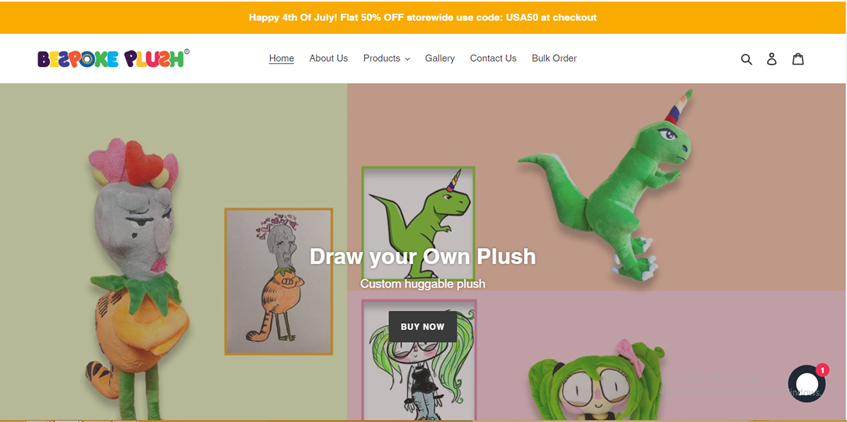 Happy 4th Of July! Flat 50% OFF storewide use code: USA50 at checkout
BESPOKE PLUSH®
Home About Us Products Gallery Contact Us Bulk Order
Draw your Own Plush
Custom huggable plush
BUY NOW
1